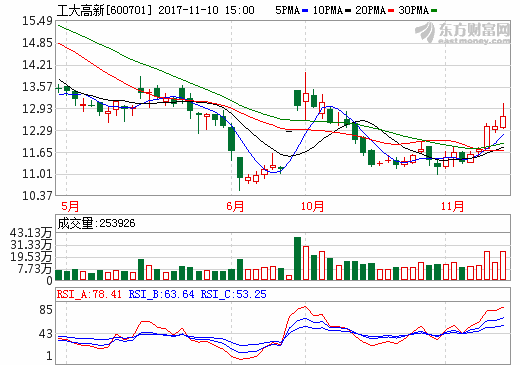 工大高新[600701] 2017-11-10 15:00 5PMA 10PMA 20PMA 30PMA
东方财富网
eastmoney.com
15.49
14.85
14.21
13.57
12.93
12.29
11.65
11.01
10.37
5月 6月 10月 11月
成交量:253926
43.13万
31.33万
19.53万
7.73万
0
RSI_A:78.41 RSI_B:63.64 RSI_C:53.25
85
43
1